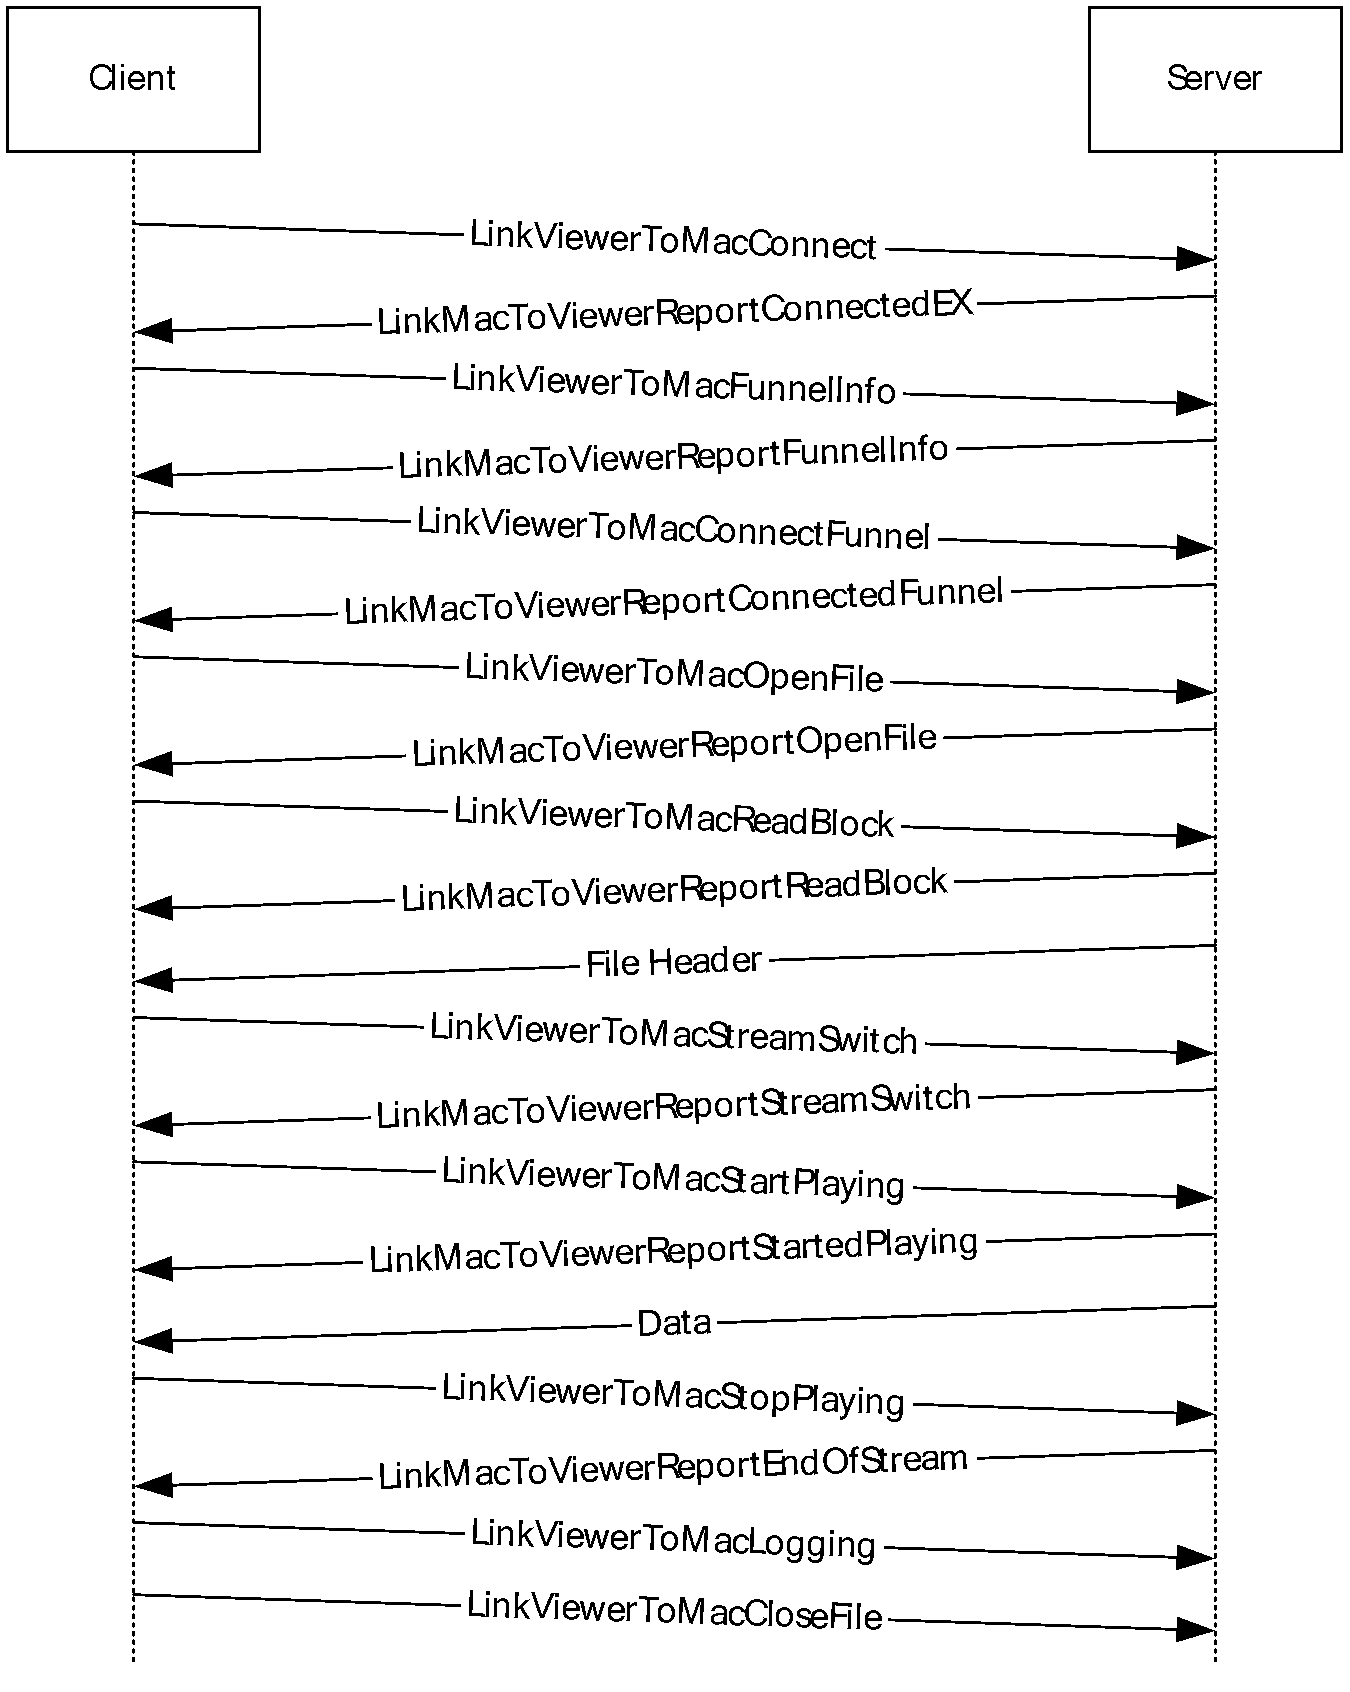 Client
Server
LinkViewerToMacConnect
LinkMacToViewerReportConnectedEX
LinkViewerToMacFunnelInfo
LinkMacToViewerReportFunnelInfo
LinkViewerToMacConnectFunnel
LinkMacToViewerReportConnectedFunnel
LinkViewerToMacOpenFile
LinkMacToViewerReportOpenFile
LinkViewerToMacReadBlock
LinkMacToViewerReportReadBlock
File Header
LinkViewerToMacStreamSwitch
LinkMacToViewerReportStreamSwitch
LinkViewerToMacStartPlaying
LinkMacToViewerReportStartedPlaying
Data
LinkViewerToMacStopPlaying
LinkMacToViewerReportEndOfStream
LinkViewerToMacLogging
LinkViewerToMacCloseFile